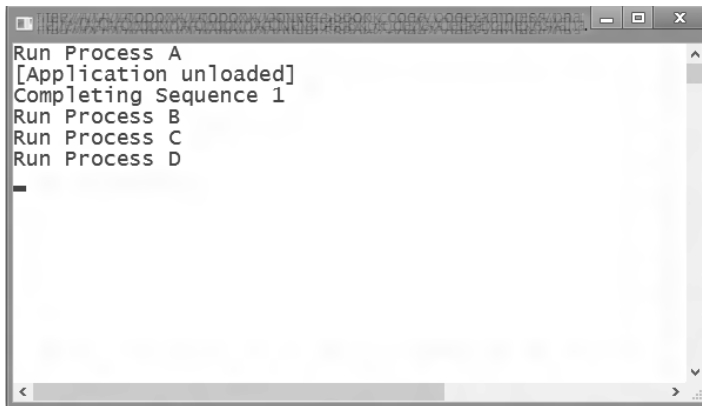 Run Process A
[Application unloaded]
Completing Sequence 1
Run Process B
Run Process C
Run Process D